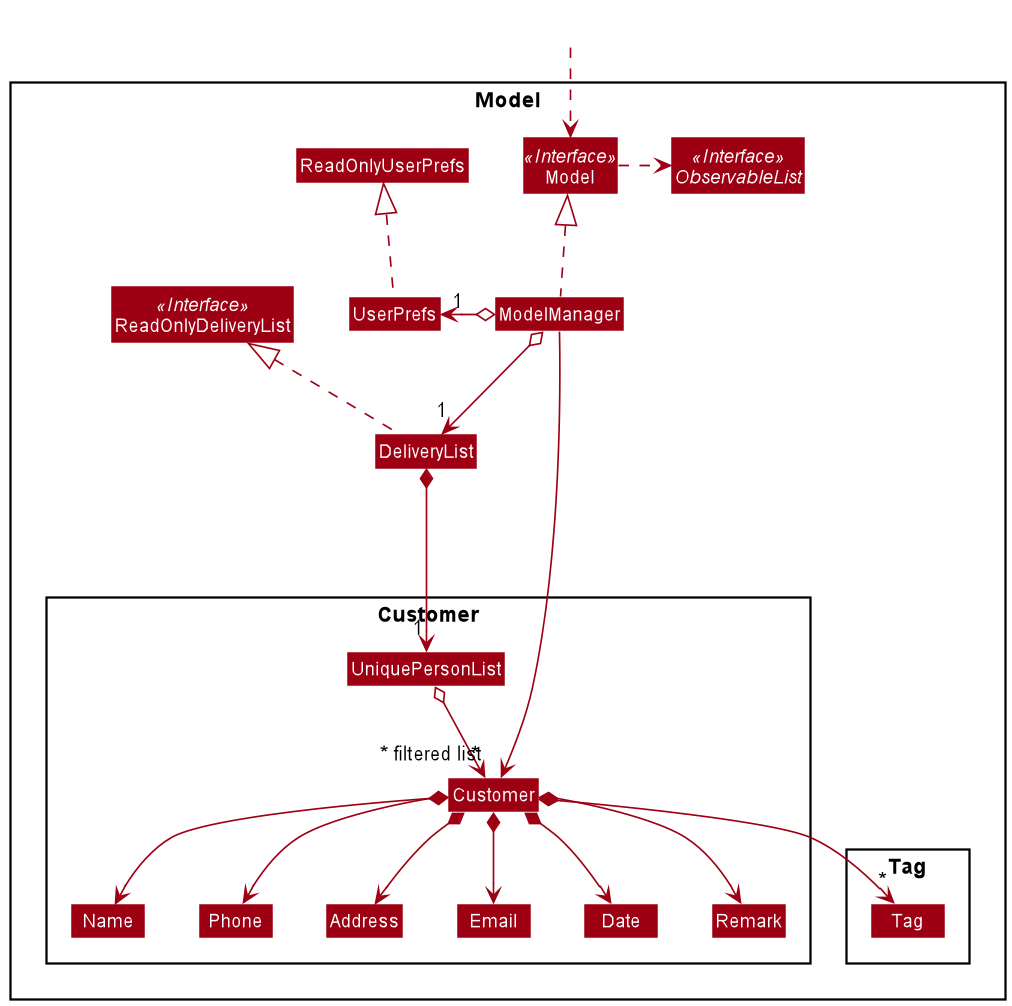 Model
«Interface»
Model
«Interface»
ObservableList
ReadOnlyUserPrefs
«Interface»
ReadOnlyDeliveryList
UserPrefs
1
ModelManager
1
DeliveryList
Customer
1
UniquePersonList
* filtered list
*
Customer
Tag
*
Name
Phone
Address
Email
Date
Remark
Tag